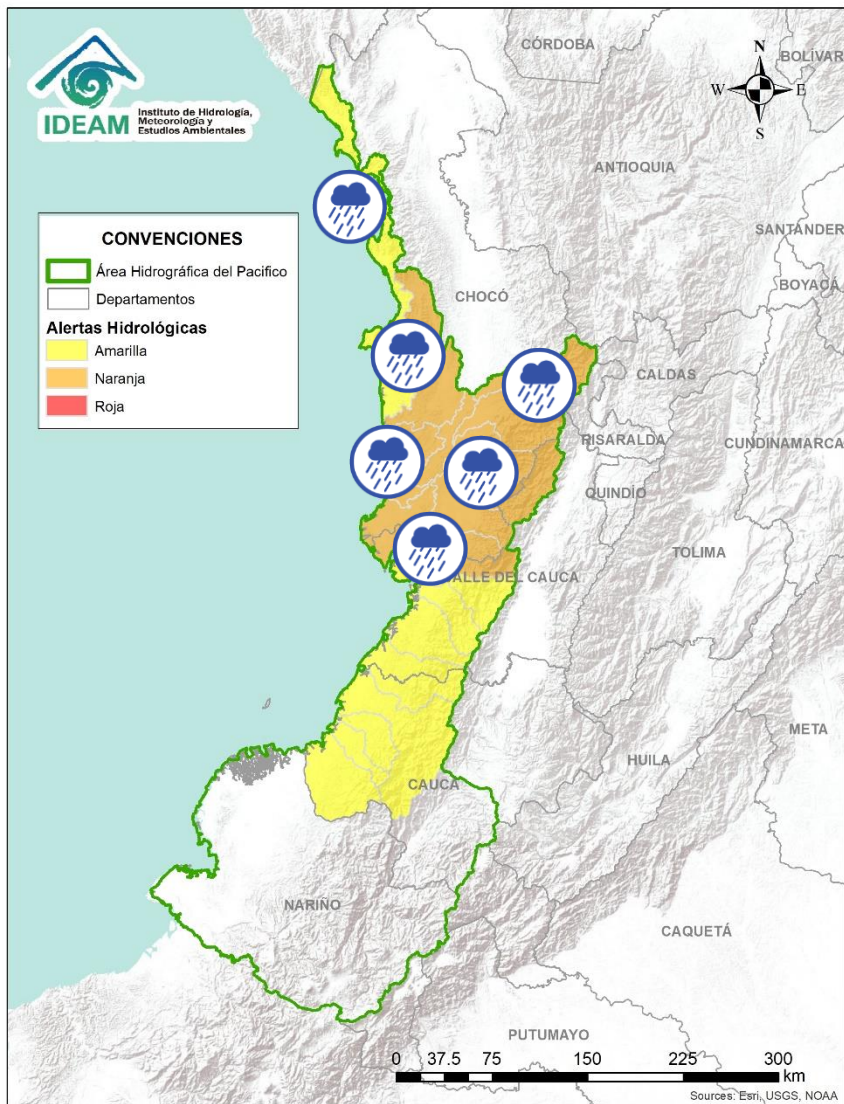 IDEAM
Instituto de Hidrología,
Meteorología y
Estudios Ambientales
CÓRDOBA
BOLÍVAR
N
W
E
S
ANTIOQUIA
SANTANDER
CONVENCIONES
Área Hidrográfica del Pacifico
Departamentos
Alertas Hidrológicas
Amarilla
Naranja
Roja
BOYACÁ
CHOCÓ
CALDAS
RISARALDA
CUNDINAMARCA
QUINDÍO
TOLIMA
ALLE DEL CAUCA
META
HUILA
CAUCA
NARIÑO
CAQUETÁ
PUTUMAYO
0 37.5 75 150 225 300
km
Sources: Esri, USGS, NOAA